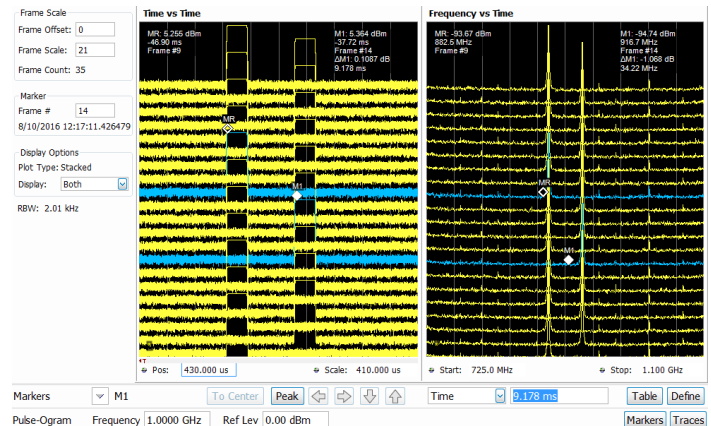 Frame Scale
Frame Offset: 0
Frame Scale: 21
Frame Count: 35
Marker
Frame # 14
8/10/2016 12:17:11.426479
Display Options
Plot Type: Stacked
Display: Both
RBW: 2.01 kHz
Time vs Time
MR: 5.255 dBm
-46.90 ms
Frame #9
M1: 5.364 dBm
-37.72 ms
Frame #14
ΔM1: 0.1087 dB
9.178 ms
MR
M1
T
Pos: 430.000 us
Scale: 410.000 us
Frequency vs Time
MR: -93.67 dBm
882.5 MHz
Frame #9
M1: -94.74 dBm
916.7 MHz
Frame #14
ΔM1: -1.068 dB
34.22 MHz
MR
M1
Start: 725.0 MHz
Stop: 1.100 GHz
Markers M1 To Center Peak Time 9.178 ms Table Define
Pulse-Ogram Frequency 1.0000 GHz Ref Lev 0.00 dBm Markers Traces